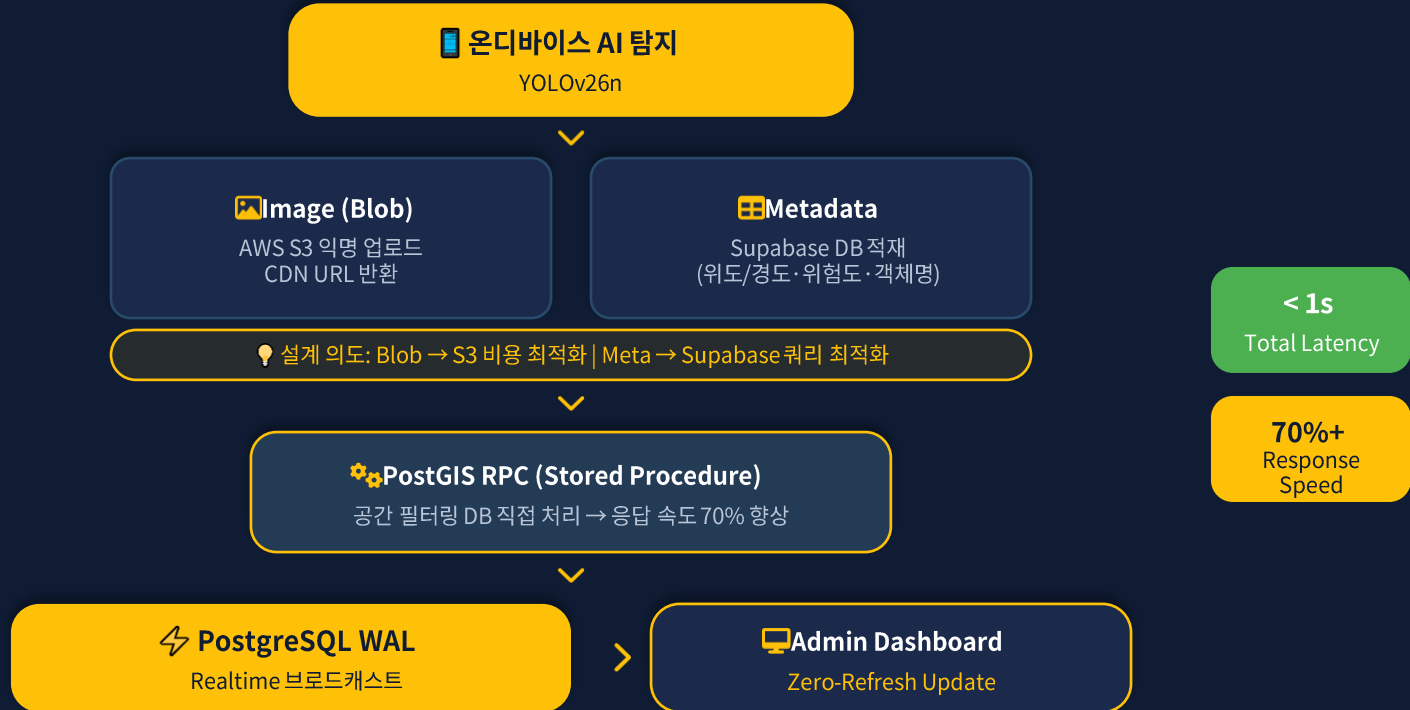 온디바이스 AI 탐지
YOLOv26n
Image (Blob)
AWS S3 익명 업로드
CDN URL 반환
Metadata
Supabase DB 적재
(위도/경도·위험도·객체명)
설계 의도: Blob → S3 비용 최적화 | Meta → Supabase 쿼리 최적화
PostGIS RPC (Stored Procedure)
공간 필터링 DB 직접 처리 → 응답 속도 70% 향상
PostgreSQL WAL
Realtime 브로드캐스트
Admin Dashboard
Zero-Refresh Update
< 1s
Total Latency
70%+
Response
Speed